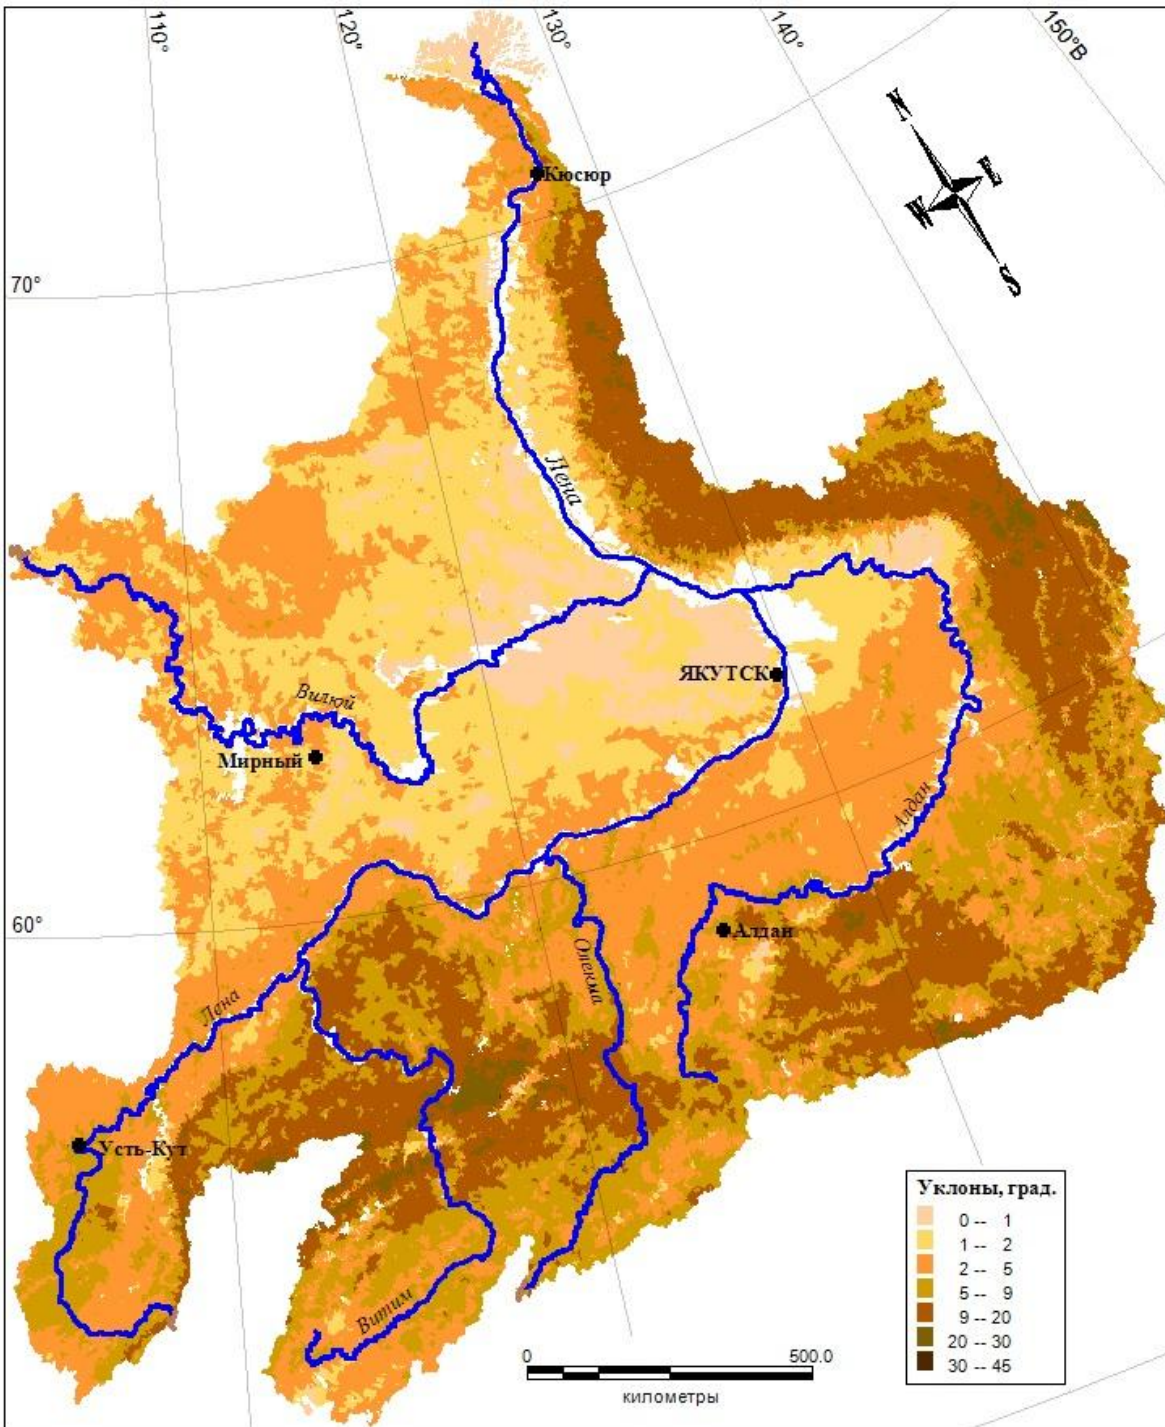 110°
120°
130°
140°
150°В
N
E
W
S
Кюсюр
70°
Лена
ЯКУТСК
Вилюй
Мирный
Алдан
60°
Алдан
Олекма
Лена
Усть-Кут
Витим
Уклоны, град.
0 -- 1
1 -- 2
2 -- 5
5 -- 9
9 -- 20
20 -- 30
30 -- 45
0 500.0
километры